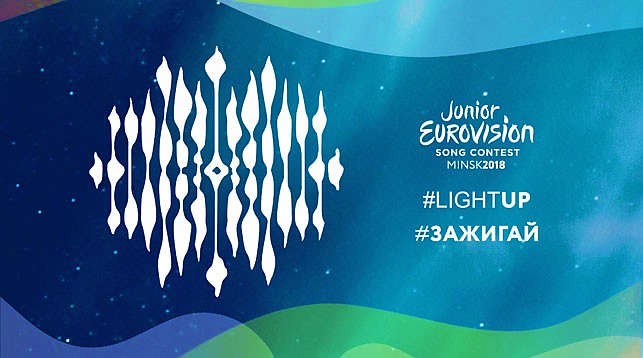 Junior
EUROVISION
SONG CONTEST
MINSK2018
#LIGHTUP
#ЗАЖИГАЙ